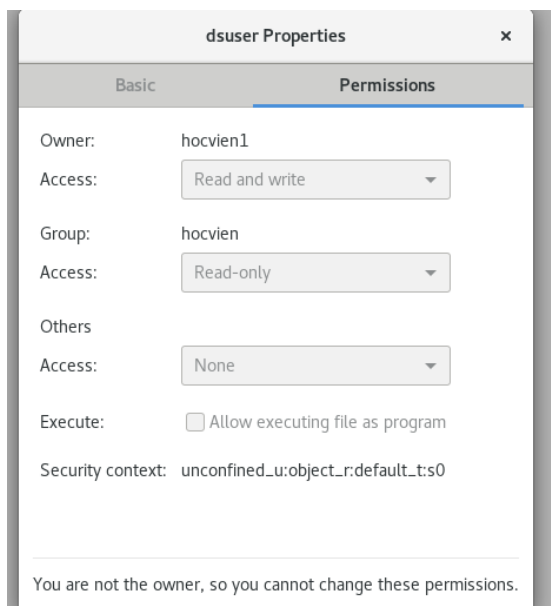 dsuser Properties ×
Basic Permissions
Owner: hocvien1
Access: Read and write
Group: hocvien
Access: Read-only
Others
Access: None
Execute: Allow executing file as program
Security context: unconfined_u:object_r:default_t:s0
You are not the owner, so you cannot change these permissions.